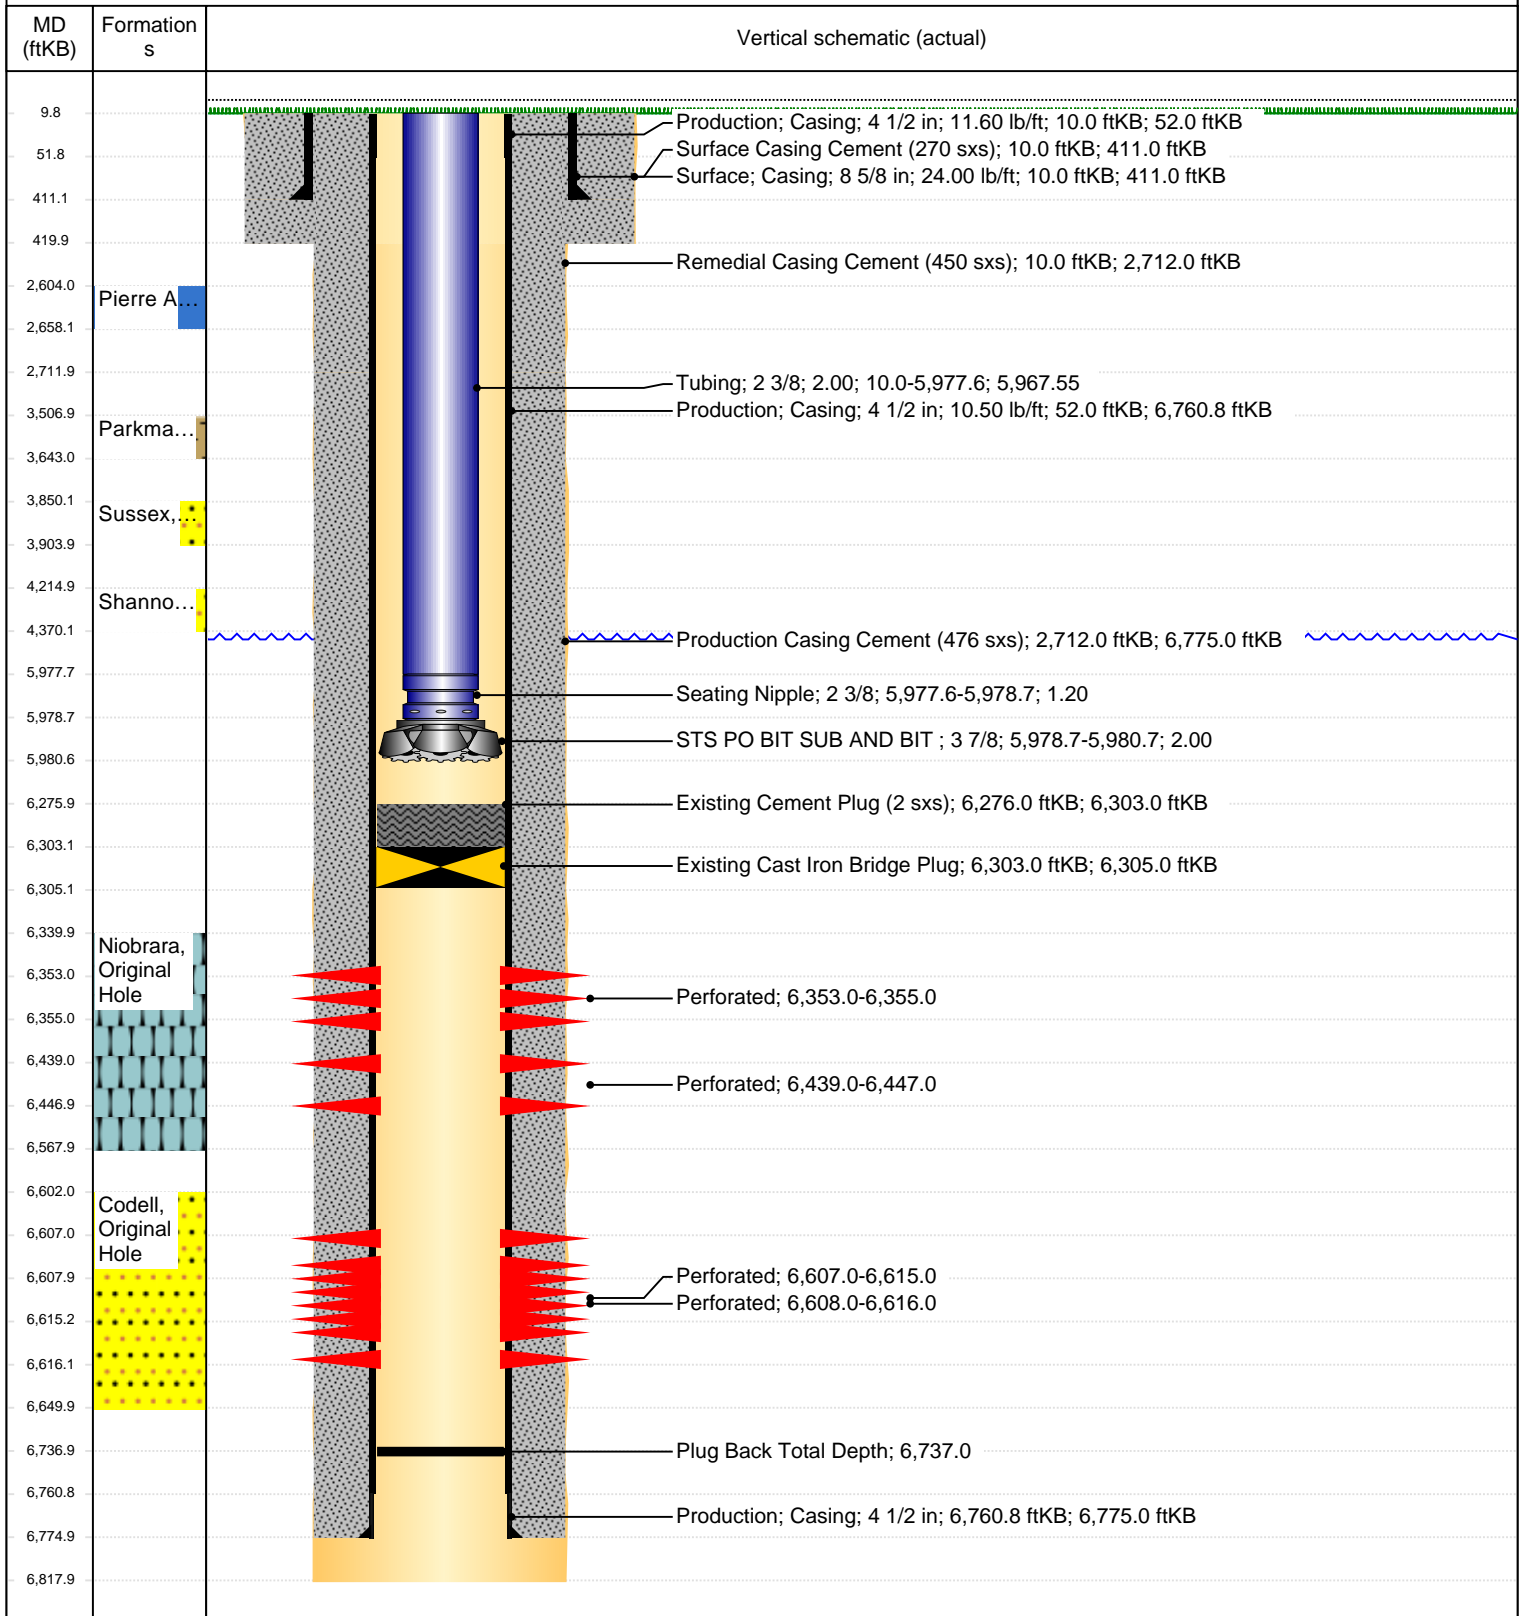 MD
(ftKB)
Formation
s
Vertical schematic (actual)
9.8
Production; Casing; 4 1/2 in; 11.60 lb/ft; 10.0 ftKB; 52.0 ftKB
51.8
Surface Casing Cement (270 sxs); 10.0 ftKB; 411.0 ftKB
Surface; Casing; 8 5/8 in; 24.00 lb/ft; 10.0 ftKB; 411.0 ftKB
411.1
419.9
Remedial Casing Cement (450 sxs); 10.0 ftKB; 2,712.0 ftKB
2,604.0
Pierre A...
2,658.1
2,711.9
Tubing; 2 3/8; 2.00; 10.0-5,977.6; 5,967.55
Production; Casing; 4 1/2 in; 10.50 lb/ft; 52.0 ftKB; 6,760.8 ftKB
3,506.9
Parkma...
3,643.0
3,850.1
Sussex,...
3,903.9
4,214.9
Shanno...
4,370.1
Production Casing Cement (476 sxs); 2,712.0 ftKB; 6,775.0 ftKB
5,977.7
Seating Nipple; 2 3/8; 5,977.6-5,978.7; 1.20
5,978.7
STS PO BIT SUB AND BIT ; 3 7/8; 5,978.7-5,980.7; 2.00
5,980.6
6,275.9
Existing Cement Plug (2 sxs); 6,276.0 ftKB; 6,303.0 ftKB
6,303.1
Existing Cast Iron Bridge Plug; 6,303.0 ftKB; 6,305.0 ftKB
6,305.1
6,339.9
Niobrara,
Original
Hole
6,353.0
Perforated; 6,353.0-6,355.0
6,355.0
6,439.0
Perforated; 6,439.0-6,447.0
6,446.9
6,567.9
6,602.0
Codell,
Original
Hole
6,607.0
6,607.9
Perforated; 6,607.0-6,615.0
Perforated; 6,608.0-6,616.0
6,615.2
6,616.1
6,649.9
6,736.9
Plug Back Total Depth; 6,737.0
6,760.8
Production; Casing; 4 1/2 in; 6,760.8 ftKB; 6,775.0 ftKB
6,774.9
6,817.9